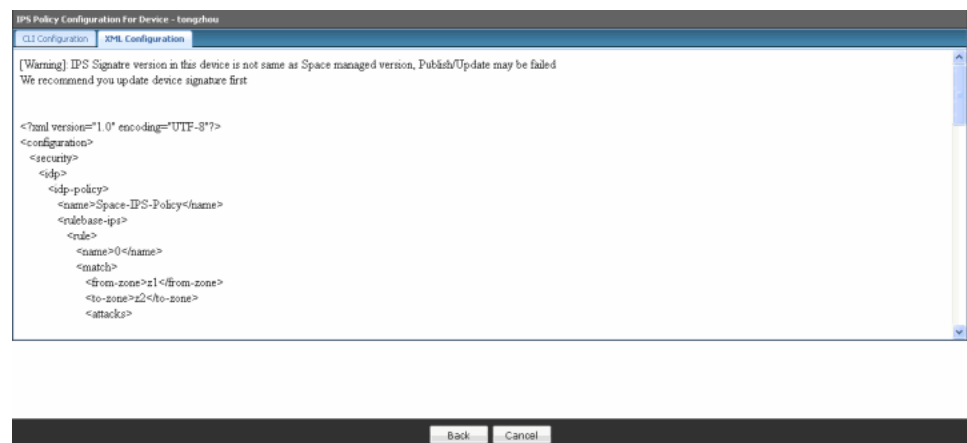 IPS Policy Configuration For Device - tongzhou
CLI Configuration XML Configuration
[Warning]: IPS Signatre version in this device is not same as Space managed version, Publish/Update may be failed
We recommend you update device signature first
<?xml version="1.0" encoding="UTF-8"?>
<configuration>
<security>
<idp>
<idp-policy>
<name>Space-IPS-Policy</name>
<rulebase-ips>
<rule>
<name>0</name>
<match>
<from-zone>z1</from-zone>
<to-zone>z2</to-zone>
<attacks>
Back Cancel